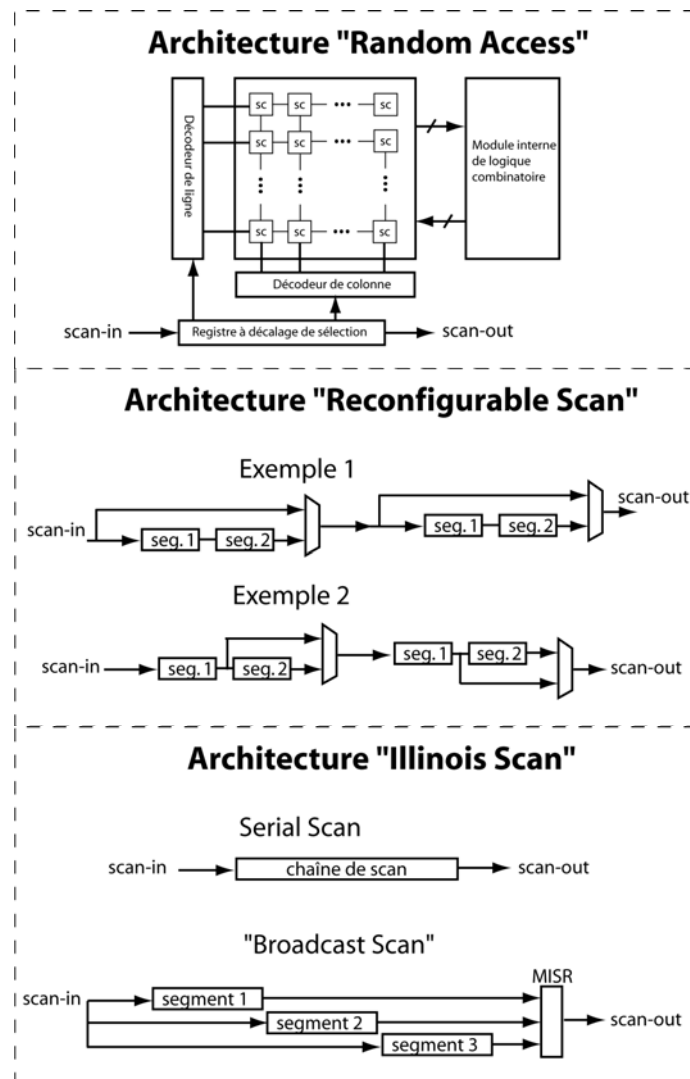 Architecture "Random Access"
Décodeur de ligne
sc sc sc
sc sc sc
sc sc sc
Module interne
de logique
combinatoire
Décodeur de colonne
scan-in Registre à décalage de sélection scan-out
Architecture "Reconfigurable Scan"
Exemple 1
scan-in seg. 1 seg. 2 seg. 1 seg. 2 scan-out
Exemple 2
scan-in seg. 1 seg. 2 seg. 1 seg. 2 scan-out
Architecture "Illinois Scan"
Serial Scan
scan-in chaîne de scan scan-out
"Broadcast Scan"
MISR
scan-in segment 1
segment 2 scan-out
segment 3